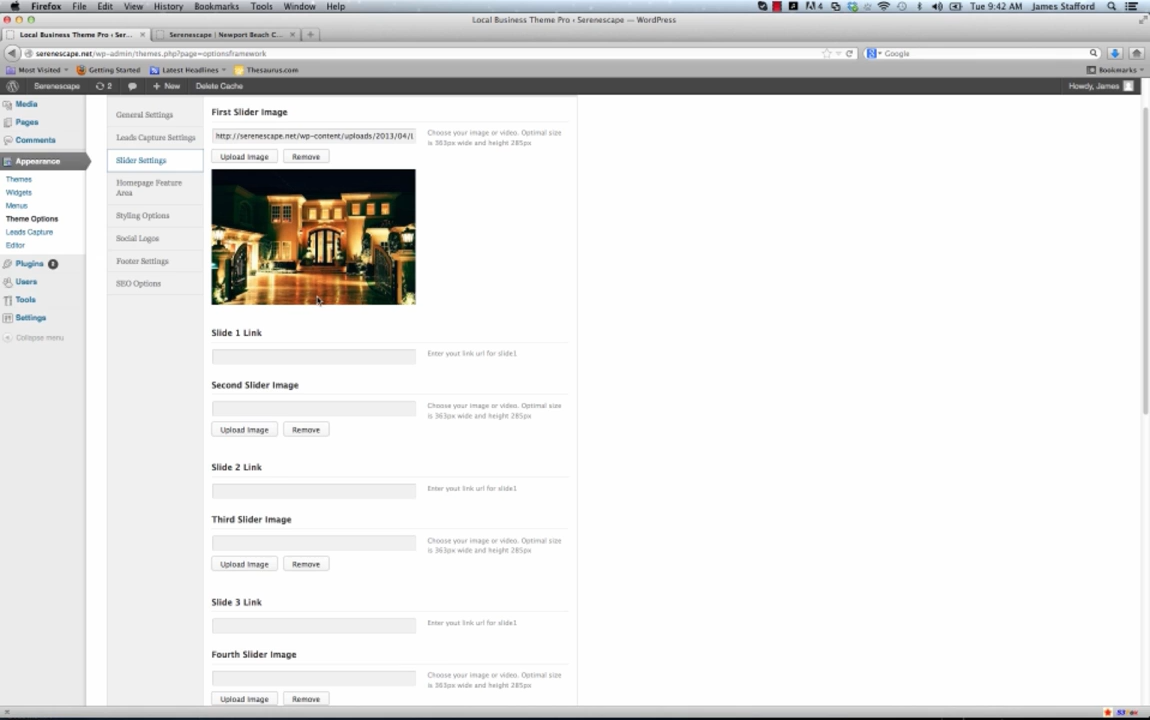 Firefox File Edit View History Bookmarks Tools Window Help 4 Tue 9:42 AM James Stafford
Local Business Theme Pro ‹ Serenescape — WordPress
Local Business Theme Pro ‹ Ser... × Serenescape | Newport Beach C... × +
serenescape.net/wp-admin/themes.php?page=optionsframework Google
Most Visited Getting Started Latest Headlines Thesaurus.com Bookmarks
Serenescape 2 + New Delete Cache Howdy, James
Media
Pages
Comments
Appearance
Themes
Widgets
Menus
Theme Options
Leads Capture
Editor
Plugins
Users
Tools
Settings
Collapse menu
General Settings
Leads Capture Settings
Slider Settings
Homepage Feature
Area
Styling Options
Social Logos
Footer Settings
SEO Options
First Slider Image
http://serenescape.net/wp-content/uploads/2013/04/
Choose your image or video. Optimal size
is 363px wide and height 285px
Upload Image Remove
Slide 1 Link
Enter yout link url for slide1
Second Slider Image
Choose your image or video. Optimal size
is 363px wide and height 285px
Upload Image Remove
Slide 2 Link
Enter yout link url for slide1
Third Slider Image
Choose your image or video. Optimal size
is 363px wide and height 285px
Upload Image Remove
Slide 3 Link
Enter yout link url for slide1
Fourth Slider Image
Choose your image or video. Optimal size
is 363px wide and height 285px
Upload Image Remove